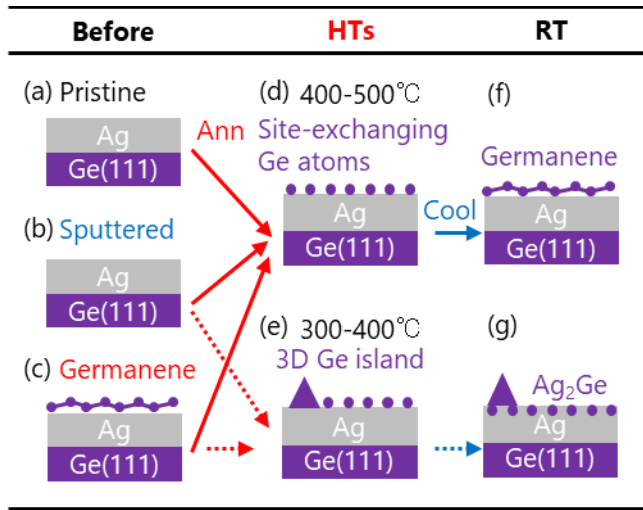 Before HTs RT
(a) Pristine
Ag
Ge(111)
Ann
(b) Sputtered
Ag
Ge(111)
(c) Germanene
Ag
Ge(111)
(d) 400-500℃
Site-exchanging
Ge atoms
Ag
Ge(111)
Cool
(e) 300-400℃
3D Ge island
Ag
Ge(111)
(f)
Germanene
Ag
Ge(111)
(g)
Ag₂Ge
Ag
Ge(111)